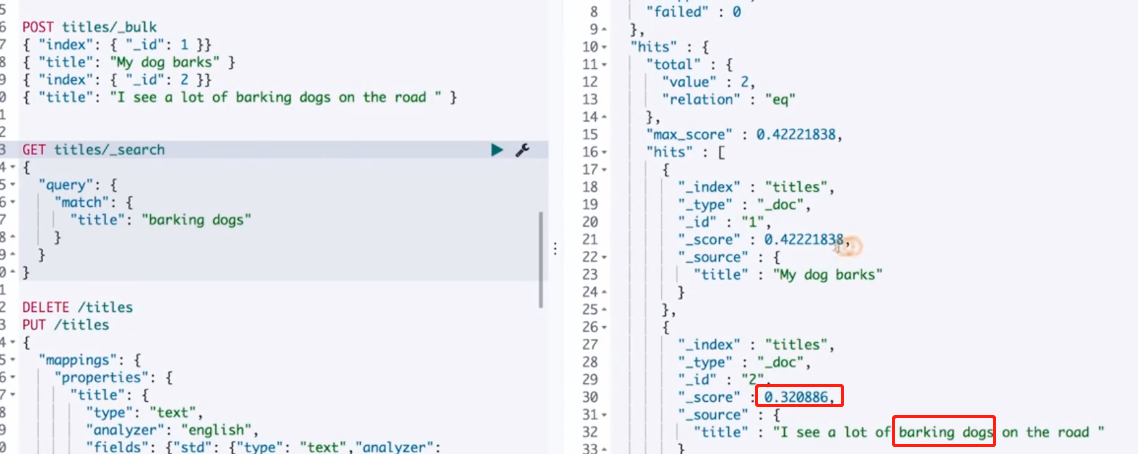 5
6 POST titles/_bulk
7 { "index": { "_id": 1 }}
8 { "title": "My dog barks" }
9 { "index": { "_id": 2 }}
0 { "title": "I see a lot of barking dogs on the road " }
1
2
3 GET titles/_search
4 {
5 "query": {
6 "match": {
7 "title": "barking dogs"
8 }
9 }
0 }
1
2 DELETE /titles
3 PUT /titles
4 {
5 "mappings": {
6 "properties": {
7 "title": {
8 "type": "text",
9 "analyzer": "english",
0 "fields": {"std": {"type": "text","analyzer":
8 "failed" : 0
9 },
10 "hits" : {
11 "total" : {
12 "value" : 2,
13 "relation" : "eq"
14 },
15 "max_score" : 0.42221838,
16 "hits" : [
17 {
18 "_index" : "titles",
19 "_type" : "_doc",
20 "_id" : "1",
21 "_score" : 0.42221838,
22 "_source" : {
23 "title" : "My dog barks"
24 }
25 },
26 {
27 "_index" : "titles",
28 "_type" : "_doc",
29 "_id" : "2",
30 "_score" : 0.320886,
31 "_source" : {
32 "title" : "I see a lot of barking dogs on the road "
33 }